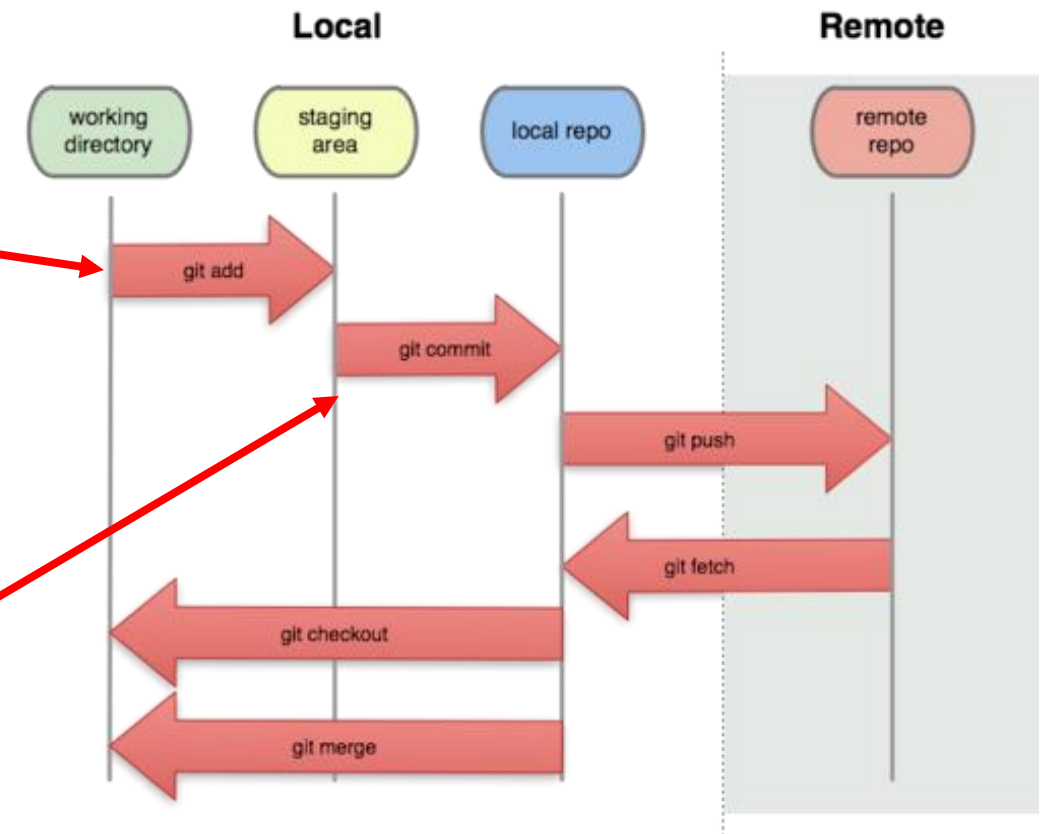 Local
Remote
working
directory
staging
area
local repo
remote
repo
git add
git commit
git push
git fetch
git checkout
git merge